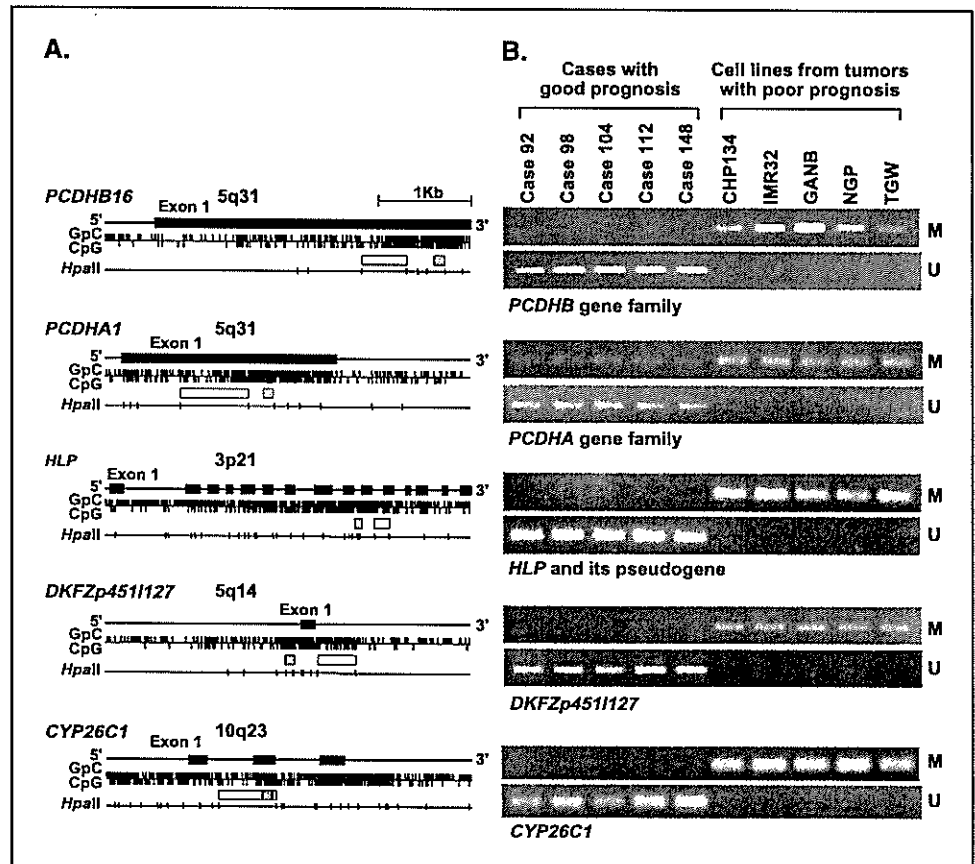 A.
PCDHB16 5q31 1Kb
Exon 1
5' 3'
GpC
CpG
HpaII
PCDHA1 5q31
Exon 1
5' 3'
GpC
CpG
HpaII
HLP 3p21
Exon 1
5' 3'
GpC
CpG
HpaII
DKFZp451I127 5q14
Exon 1
5' 3'
GpC
CpG
HpaII
CYP26C1 10q23
Exon 1
5' 3'
GpC
CpG
HpaII
B.
Cases with
good prognosis
Cell lines from tumors
with poor prognosis
Case 92
Case 98
Case 104
Case 112
Case 148
CHP134
IMR32
GANB
NGP
TGW
M
U
PCDHB gene family
M
U
PCDHA gene family
M
U
HLP and its pseudogene
M
U
DKFZp451I127
M
U
CYP26C1